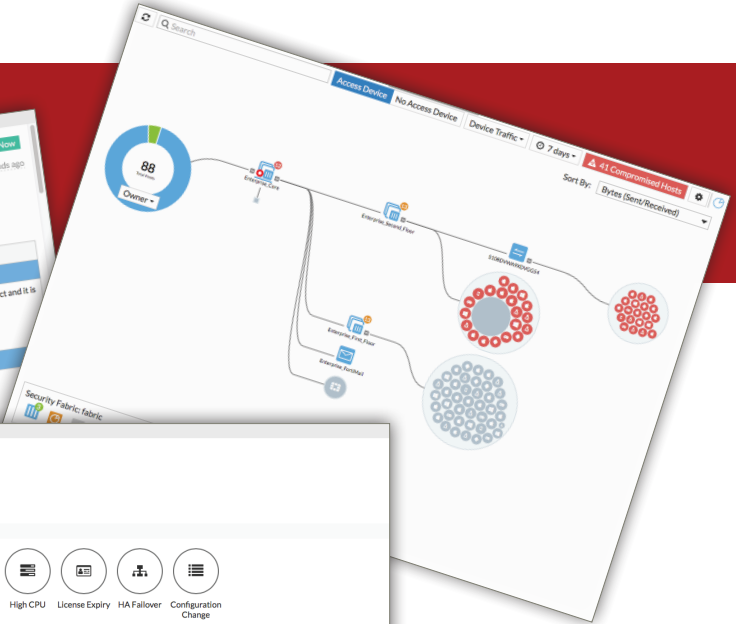 Search
Access Device
No Access Device
Device Traffic
7 days
41 Compromised Hosts
Sort By:
Bytes (Sent/Received)
Now
ds ago
88
Total Hosts
Owner
Enterprise_Core
Enterprise_Second_Floor
Enterprise_First_Floor
Enterprise_FortiMail
ct and it is
Security Fabric: fabric
High CPU
License Expiry
HA Failover
Configuration
Change